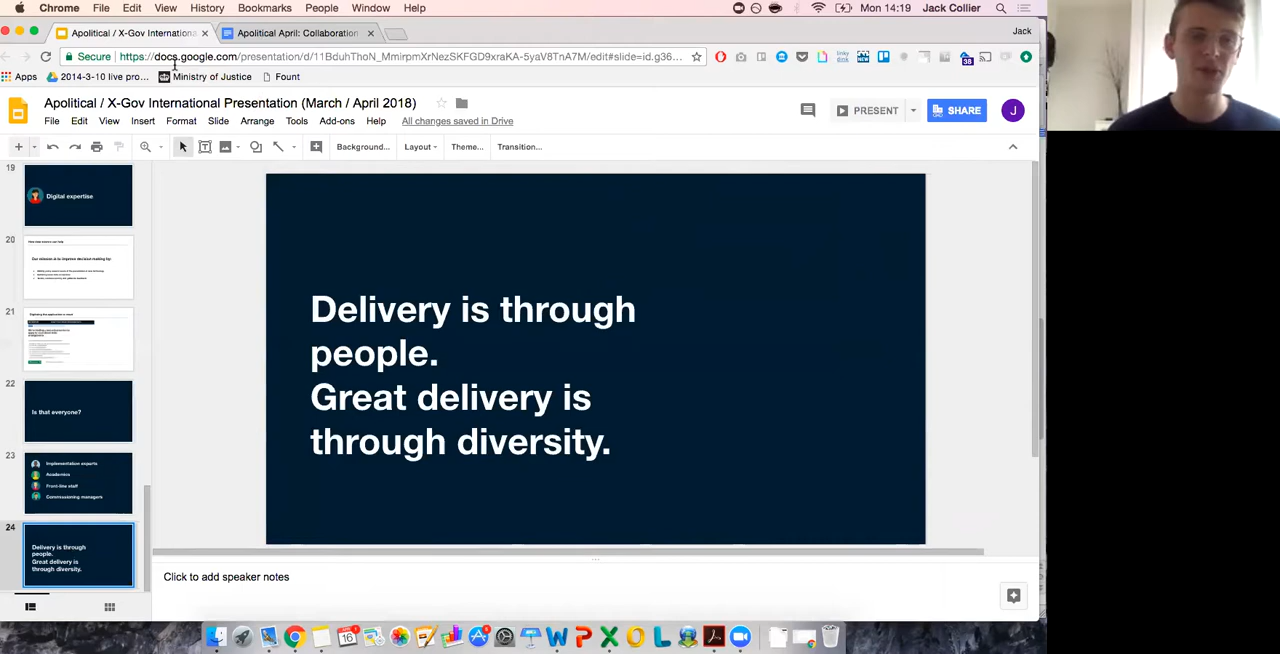 Chrome File Edit View History Bookmarks People Window Help Mon 14:19 Jack Collier
Apolitical / X-Gov Internationa Apolitical April: Collaboration Jack
Secure https://docs.google.com/presentation/d/11BduhThoN_MmirpmXrNezSKFGD9xraKA-5yaV8TnA7M/edit#slide=id.g36… 38
Apps 2014-3-10 live pro… Ministry of Justice Fount
Apolitical / X-Gov International Presentation (March / April 2018)
PRESENT SHARE J
File Edit View Insert Format Slide Arrange Tools Add-ons Help All changes saved in Drive
Background... Layout Theme... Transition...
19
Digital expertise
20
Our mission is to improve decision-making by:
21
22
Is that everyone?
23
Implementation experts
Academics
Front-line staff
Commissioning managers
24
Delivery is through
people.
Great delivery is
through diversity.
Delivery is through
people.
Great delivery is
through diversity.
Click to add speaker notes
16